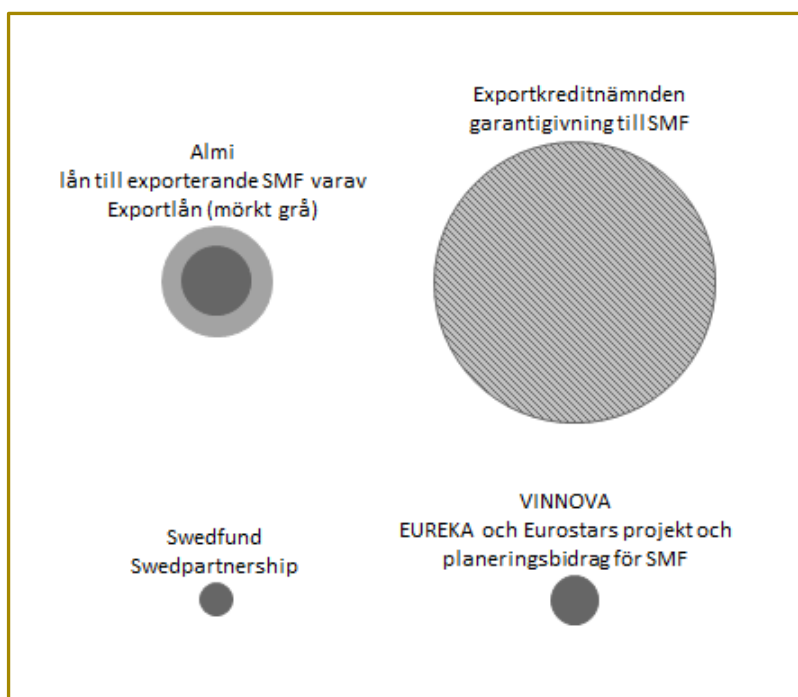 Almi
lån till exporterande SMF varav
Exportlån (mörkt grå)
Exportkreditnämnden
garantigivning till SMF
Swedfund
Swedpartnership
VINNOVA
EUREKA och Eurostars projekt och
planeringsbidrag för SMF